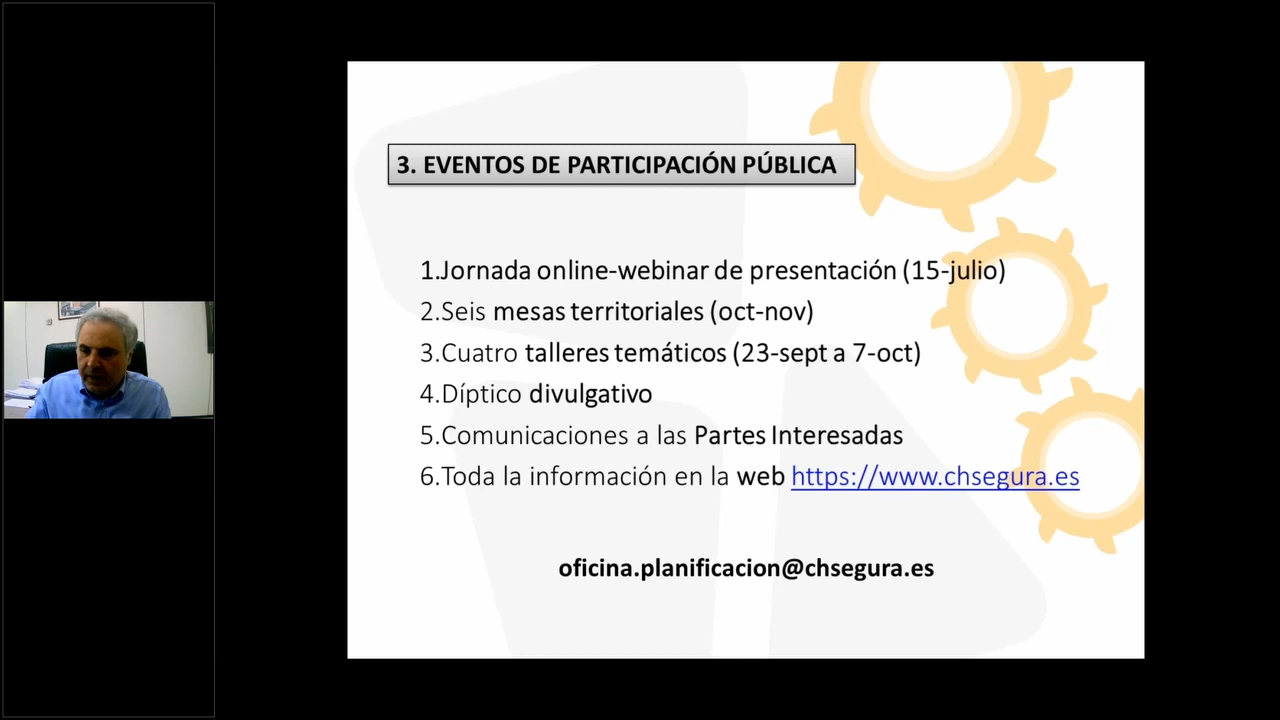 3. EVENTOS DE PARTICIPACIÓN PÚBLICA
1.Jornada online-webinar de presentación (15-julio)
2.Seis mesas territoriales (oct-nov)
3.Cuatro talleres temáticos (23-sept a 7-oct)
4.Díptico divulgativo
5.Comunicaciones a las Partes Interesadas
6.Toda la información en la web https://www.chsegura.es
oficina.planificacion@chsegura.es